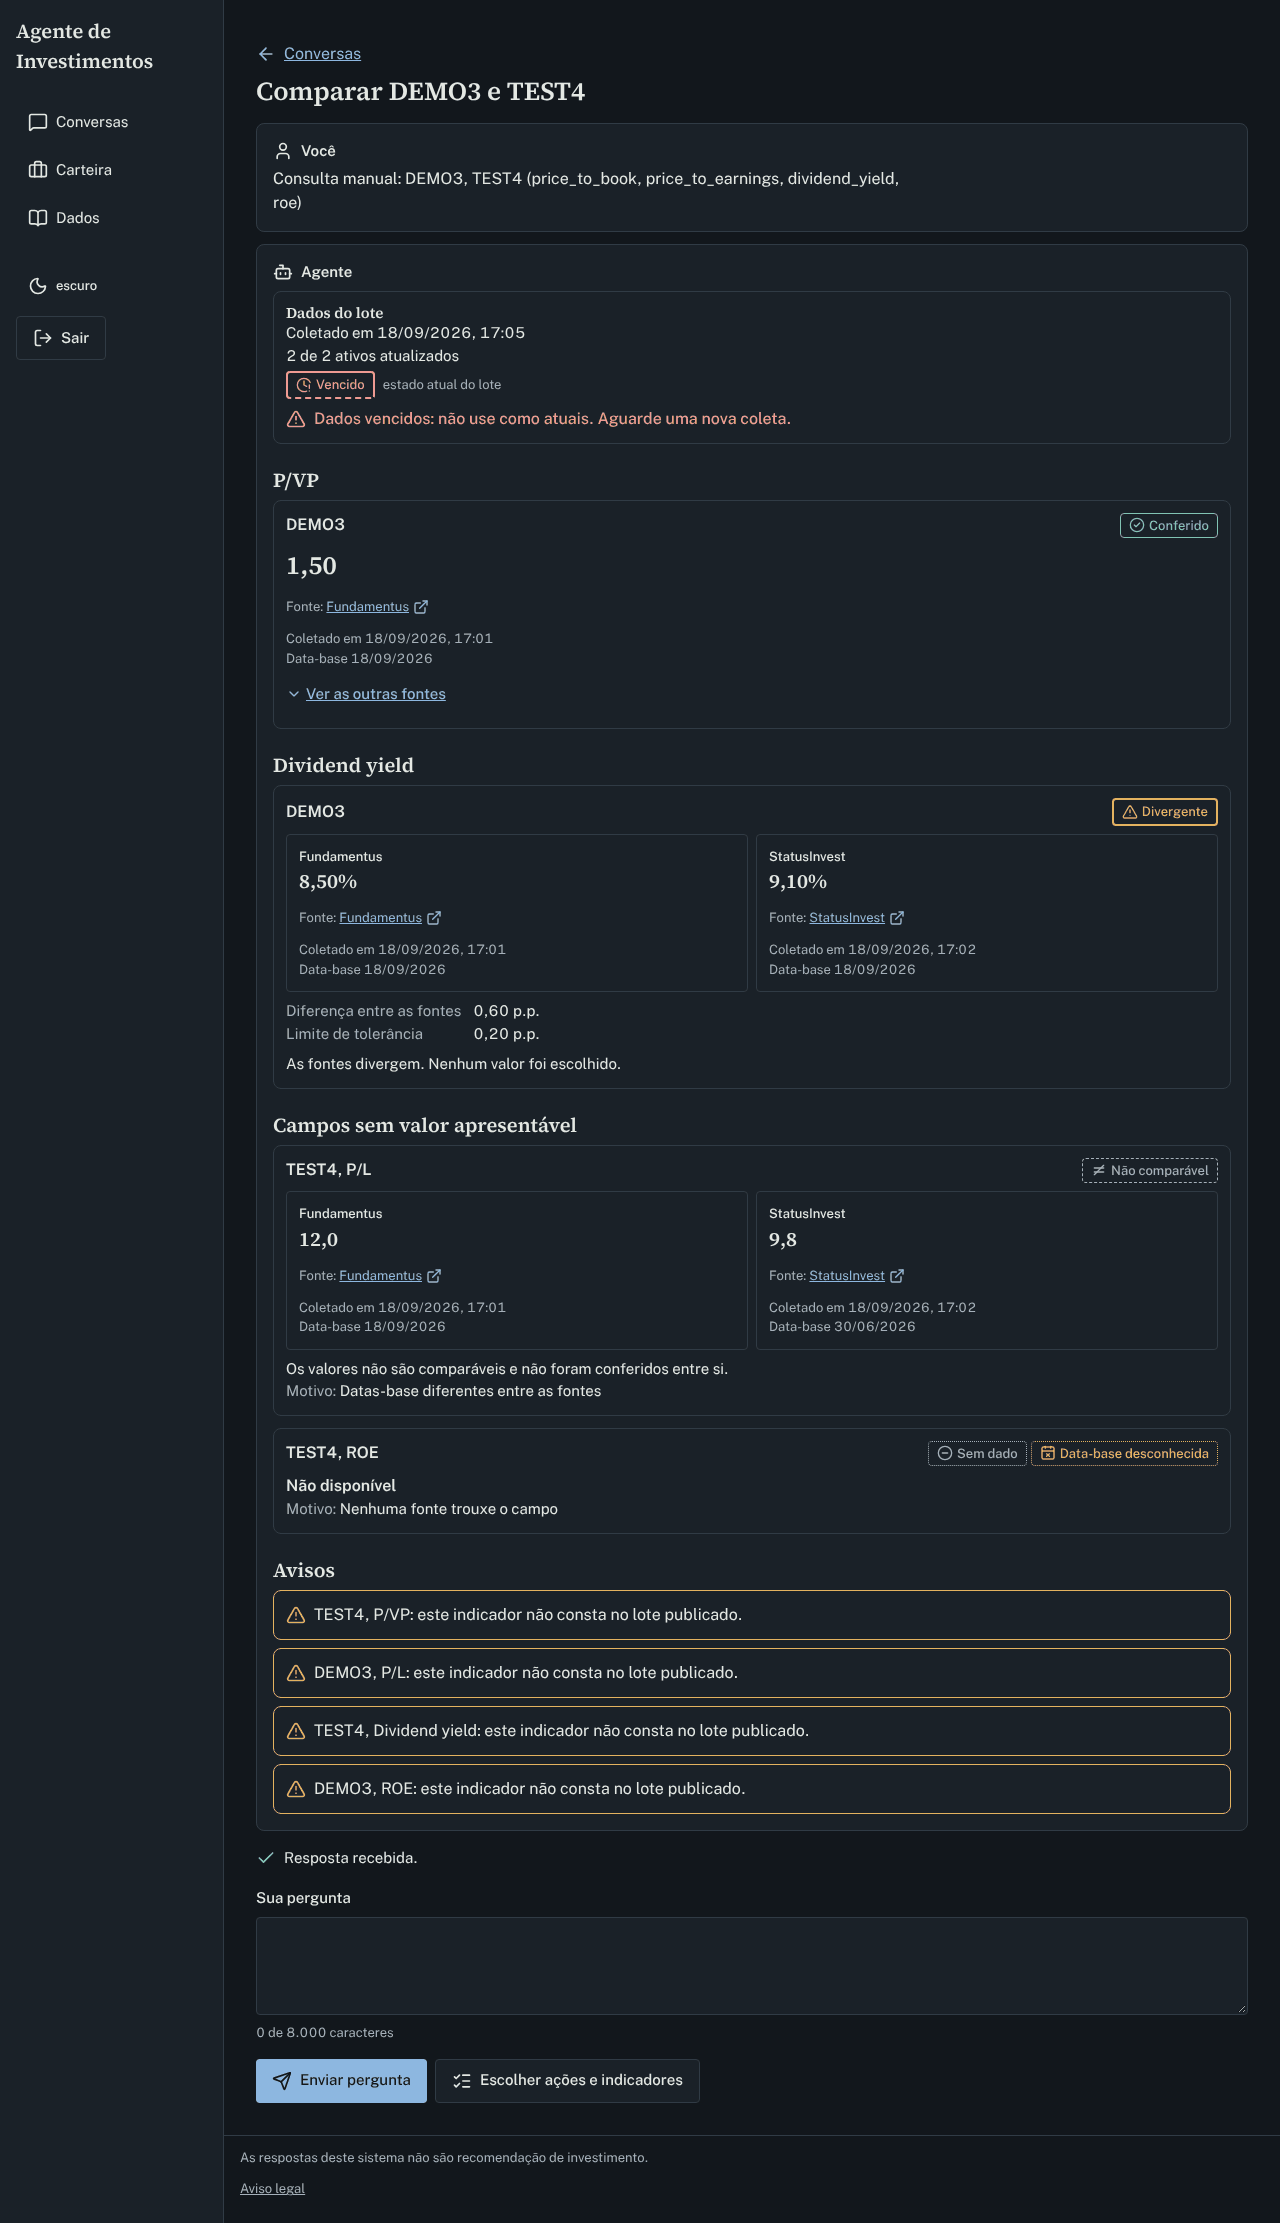 Agente de
Investimentos
Conversas
Carteira
Dados
escuro
Sair
Conversas
Comparar DEMO3 e TEST4
Você
Consulta manual: DEMO3, TEST4 (price_to_book, price_to_earnings, dividend_yield,
roe)
Agente
Dados do lote
Coletado em 18/09/2026, 17:05
2 de 2 ativos atualizados
Vencido estado atual do lote
Dados vencidos: não use como atuais. Aguarde uma nova coleta.
P/VP
DEMO3 Conferido
1,50
Fonte: Fundamentus
Coletado em 18/09/2026, 17:01
Data-base 18/09/2026
Ver as outras fontes
Dividend yield
DEMO3 Divergente
Fundamentus
8,50%
Fonte: Fundamentus
Coletado em 18/09/2026, 17:01
Data-base 18/09/2026
StatusInvest
9,10%
Fonte: StatusInvest
Coletado em 18/09/2026, 17:02
Data-base 18/09/2026
Diferença entre as fontes 0,60 p.p.
Limite de tolerância 0,20 p.p.
As fontes divergem. Nenhum valor foi escolhido.
Campos sem valor apresentável
TEST4, P/L Não comparável
Fundamentus
12,0
Fonte: Fundamentus
Coletado em 18/09/2026, 17:01
Data-base 18/09/2026
StatusInvest
9,8
Fonte: StatusInvest
Coletado em 18/09/2026, 17:02
Data-base 30/06/2026
Os valores não são comparáveis e não foram conferidos entre si.
Motivo: Datas-base diferentes entre as fontes
TEST4, ROE Sem dado Data-base desconhecida
Não disponível
Motivo: Nenhuma fonte trouxe o campo
Avisos
TEST4, P/VP: este indicador não consta no lote publicado.
DEMO3, P/L: este indicador não consta no lote publicado.
TEST4, Dividend yield: este indicador não consta no lote publicado.
DEMO3, ROE: este indicador não consta no lote publicado.
Resposta recebida.
Sua pergunta
0 de 8.000 caracteres
Enviar pergunta
Escolher ações e indicadores
As respostas deste sistema não são recomendação de investimento.
Aviso legal